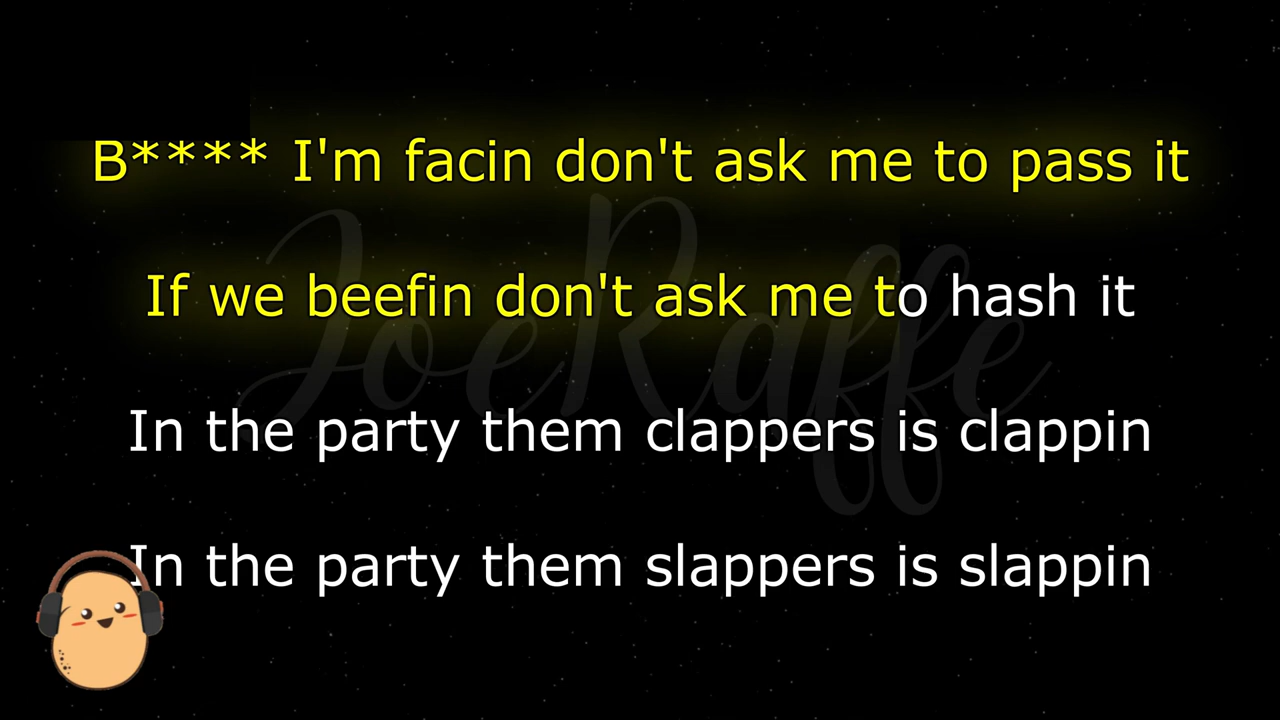 B**** I'm facin don't ask me to pass it
If we beefin don't ask me to hash it
In the party them clappers is clappin
In the party them slappers is slappin
JoeRaffe